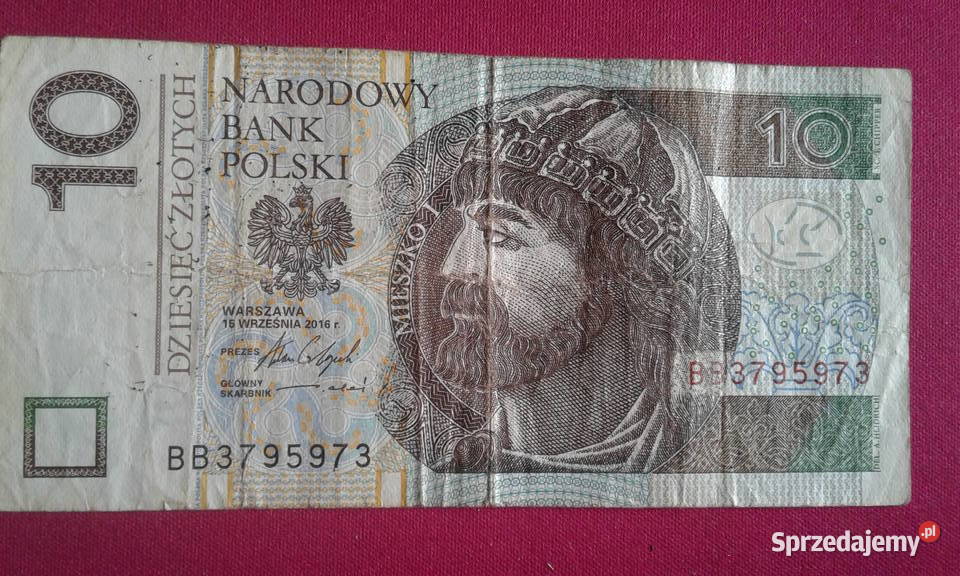 10
DZIESIĘĆ ZŁOTYCH
NARODOWY
BANK
POLSKI
WARSZAWA
16 WRZEŚNIA 2016 r.
PREZES
GŁÓWNY
SKARBNIK
BB3795973
MIESZKO I
10
BB3795973
A. HEIDRICH
Sprzedajemy.pl